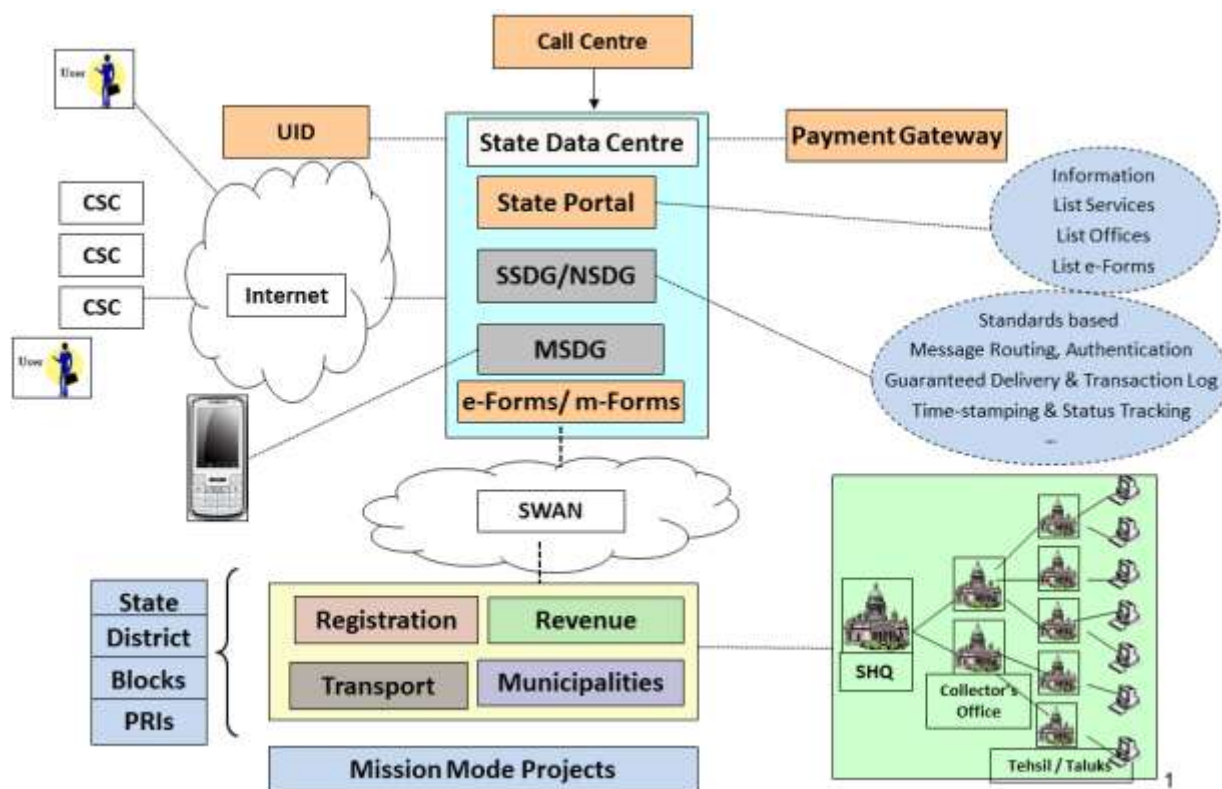 Call Centre
User
UID
State Data Centre
Payment Gateway
Information
List Services
List Offices
List e-Forms
CSC
CSC
CSC
Internet
State Portal
SSDG/NSDG
MSDG
e-Forms/ m-Forms
Standards based
Message Routing, Authentication
Guaranteed Delivery & Transaction Log
Time-stamping & Status Tracking
..
User
SWAN
State
District
Blocks
PRIs
Registration
Revenue
Transport
Municipalities
Mission Mode Projects
SHQ
Collector's
Office
Tehsil / Taluks
1